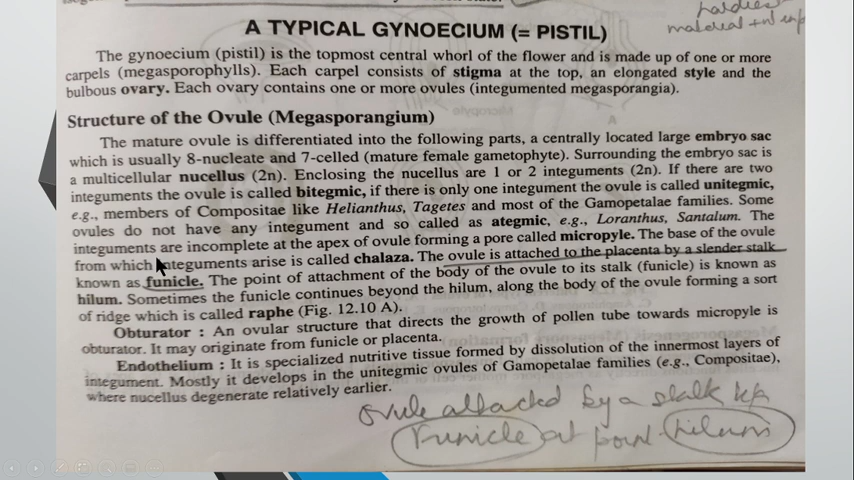 A TYPICAL GYNOECIUM (= PISTIL)
The gynoecium (pistil) is the topmost central whorl of the flower and is made up of one or more
carpels (megasporophylls). Each carpel consists of stigma at the top, an elongated style and the
bulbous ovary. Each ovary contains one or more ovules (integumented megasporangia).
Structure of the Ovule (Megasporangium)
The mature ovule is differentiated into the following parts, a centrally located large embryo sac
which is usually 8-nucleate and 7-celled (mature female gametophyte). Surrounding the embryo sac is
a multicellular nucellus (2n). Enclosing the nucellus are 1 or 2 integuments (2n). If there are two
integuments the ovule is called bitegmic, if there is only one integument the ovule is called unitegmic,
e.g., members of Compositae like Helianthus, Tagetes and most of the Gamopetalae families. Some
ovules do not have any integument and so called as ategmic, e.g., Loranthus, Santalum. The
integuments are incomplete at the apex of ovule forming a pore called micropyle. The base of the ovule
from which integuments arise is called chalaza. The ovule is attached to the placenta by a slender stalk
known as funicle. The point of attachment of the body of the ovule to its stalk (funicle) is known as
hilum. Sometimes the funicle continues beyond the hilum, along the body of the ovule forming a sort
of ridge which is called raphe (Fig. 12.10 A).
Obturator : An ovular structure that directs the growth of pollen tube towards micropyle is
obturator. It may originate from funicle or placenta.
Endothelium : It is specialized nutritive tissue formed by dissolution of the innermost layers of
integument. Mostly it develops in the unitegmic ovules of Gamopetalae families (e.g., Compositae),
where nucellus degenerate relatively earlier.
ovule attacked by a stalk
Funicle at point hilum